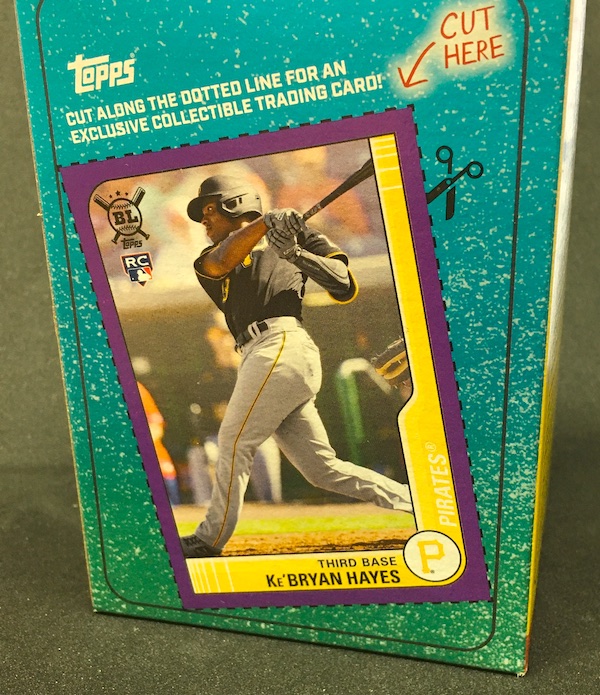 CUT
HERE
Topps
CUT ALONG THE DOTTED LINE FOR AN
EXCLUSIVE COLLECTIBLE TRADING CARD!
BL
Topps
RC
PIRATES®
P
THIRD BASE
KE'BRYAN HAYES